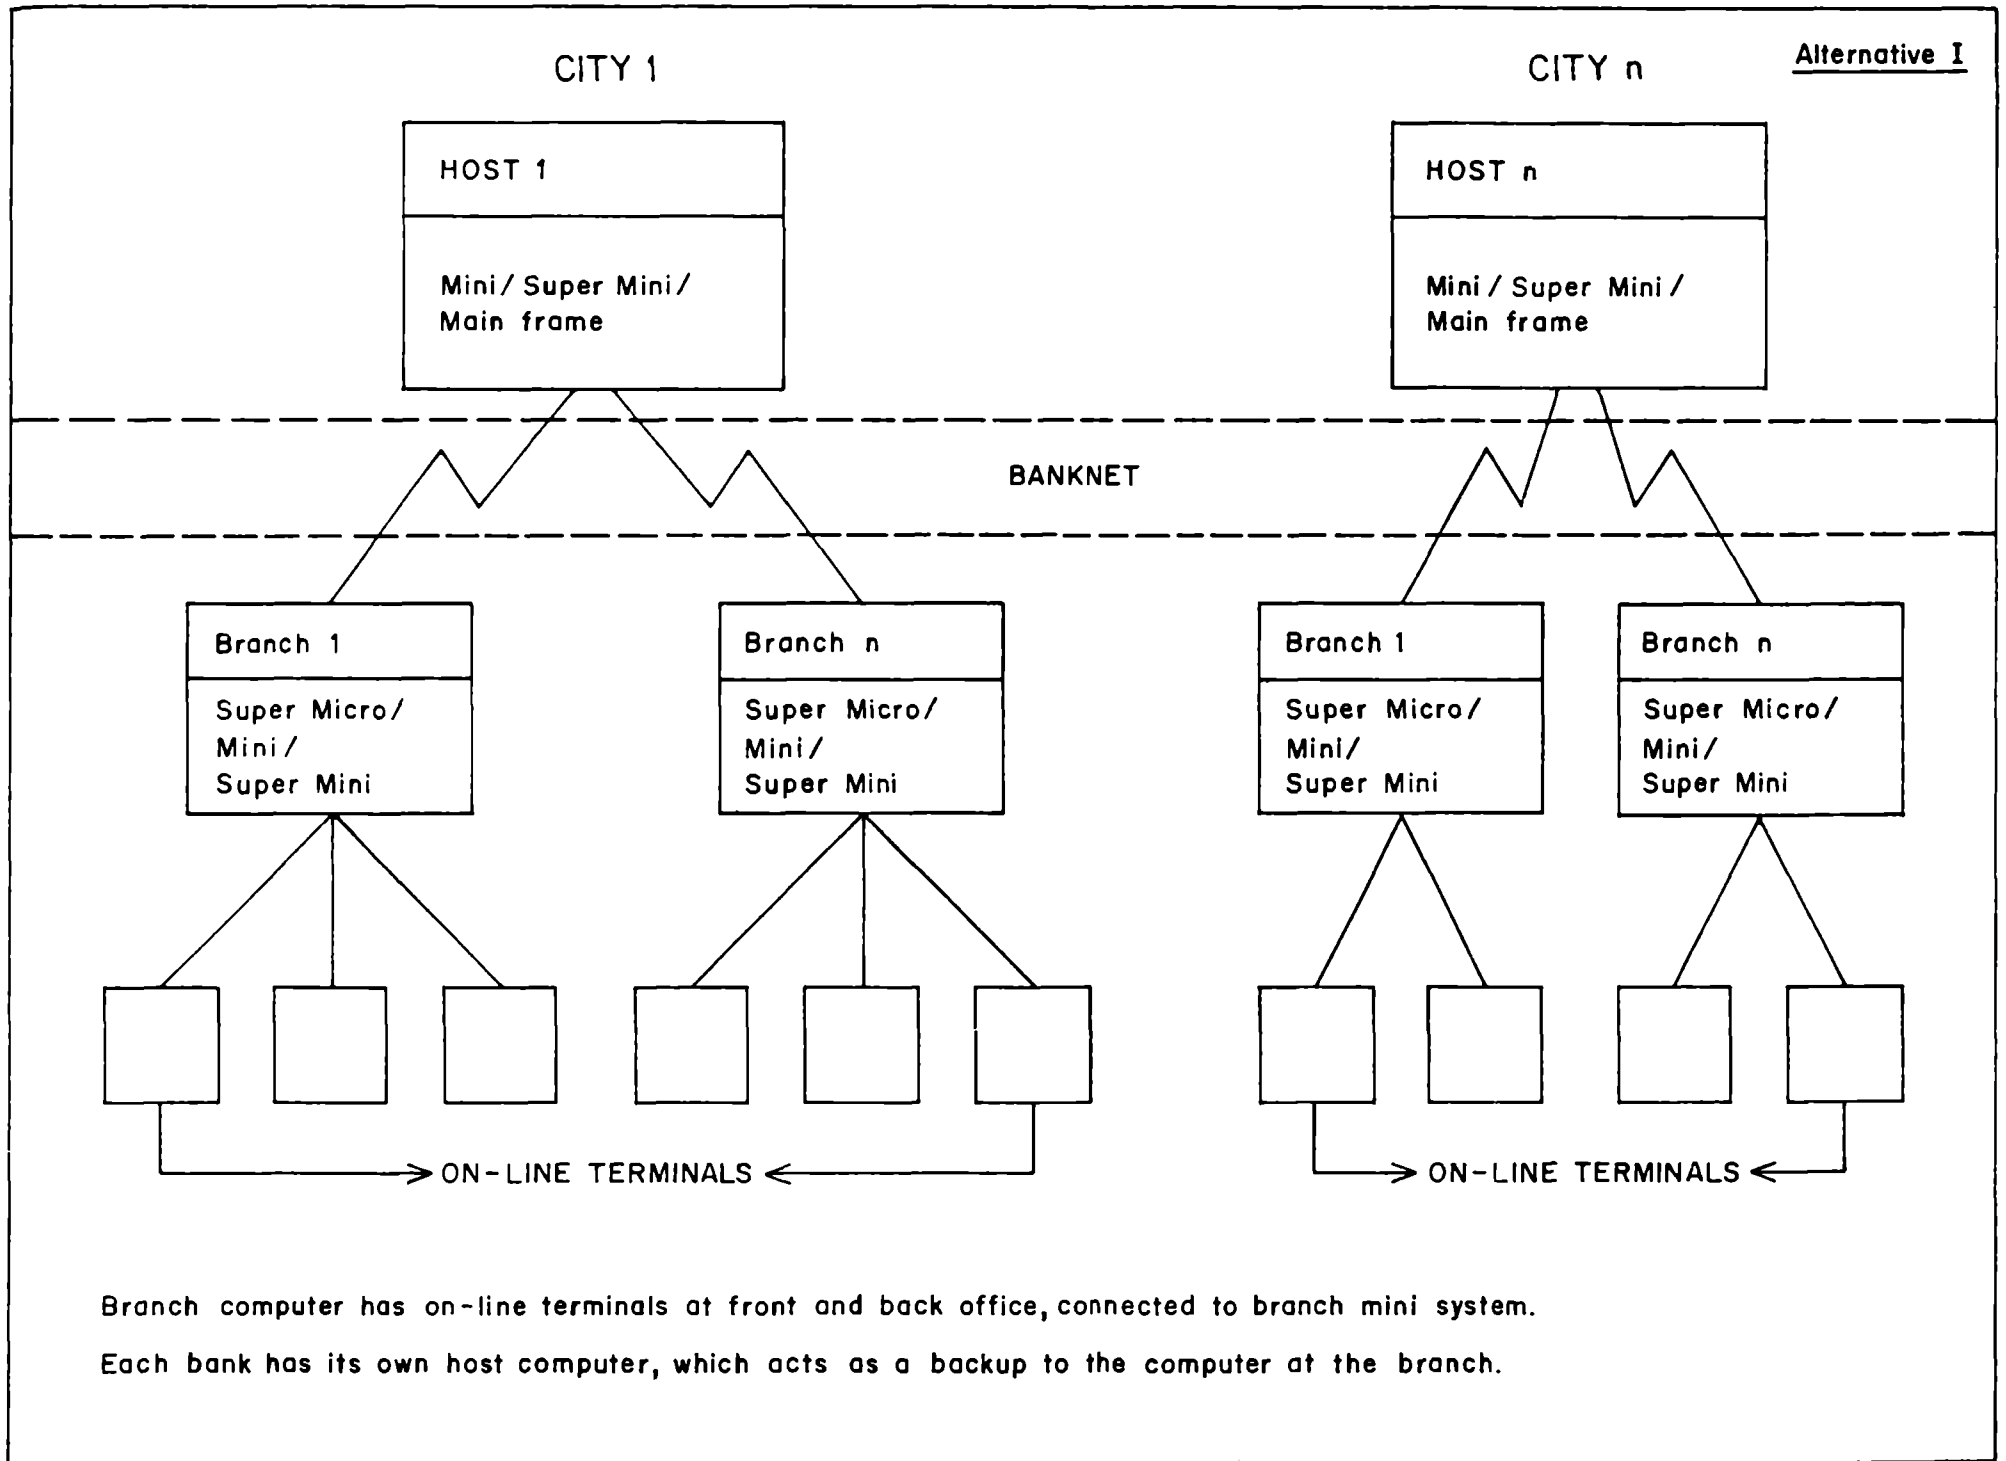 Alternative I
CITY 1
CITY n
HOST 1
Mini/ Super Mini/
Main frame
HOST n
Mini/ Super Mini/
Main frame
BANKNET
Branch 1
Super Micro/
Mini/
Super Mini
Branch n
Super Micro/
Mini/
Super Mini
Branch 1
Super Micro/
Mini/
Super Mini
Branch n
Super Micro/
Mini/
Super Mini
ON-LINE TERMINALS
ON-LINE TERMINALS
Branch computer has on-line terminals at front and back office, connected to branch mini system.
Each bank has its own host computer, which acts as a backup to the computer at the branch.